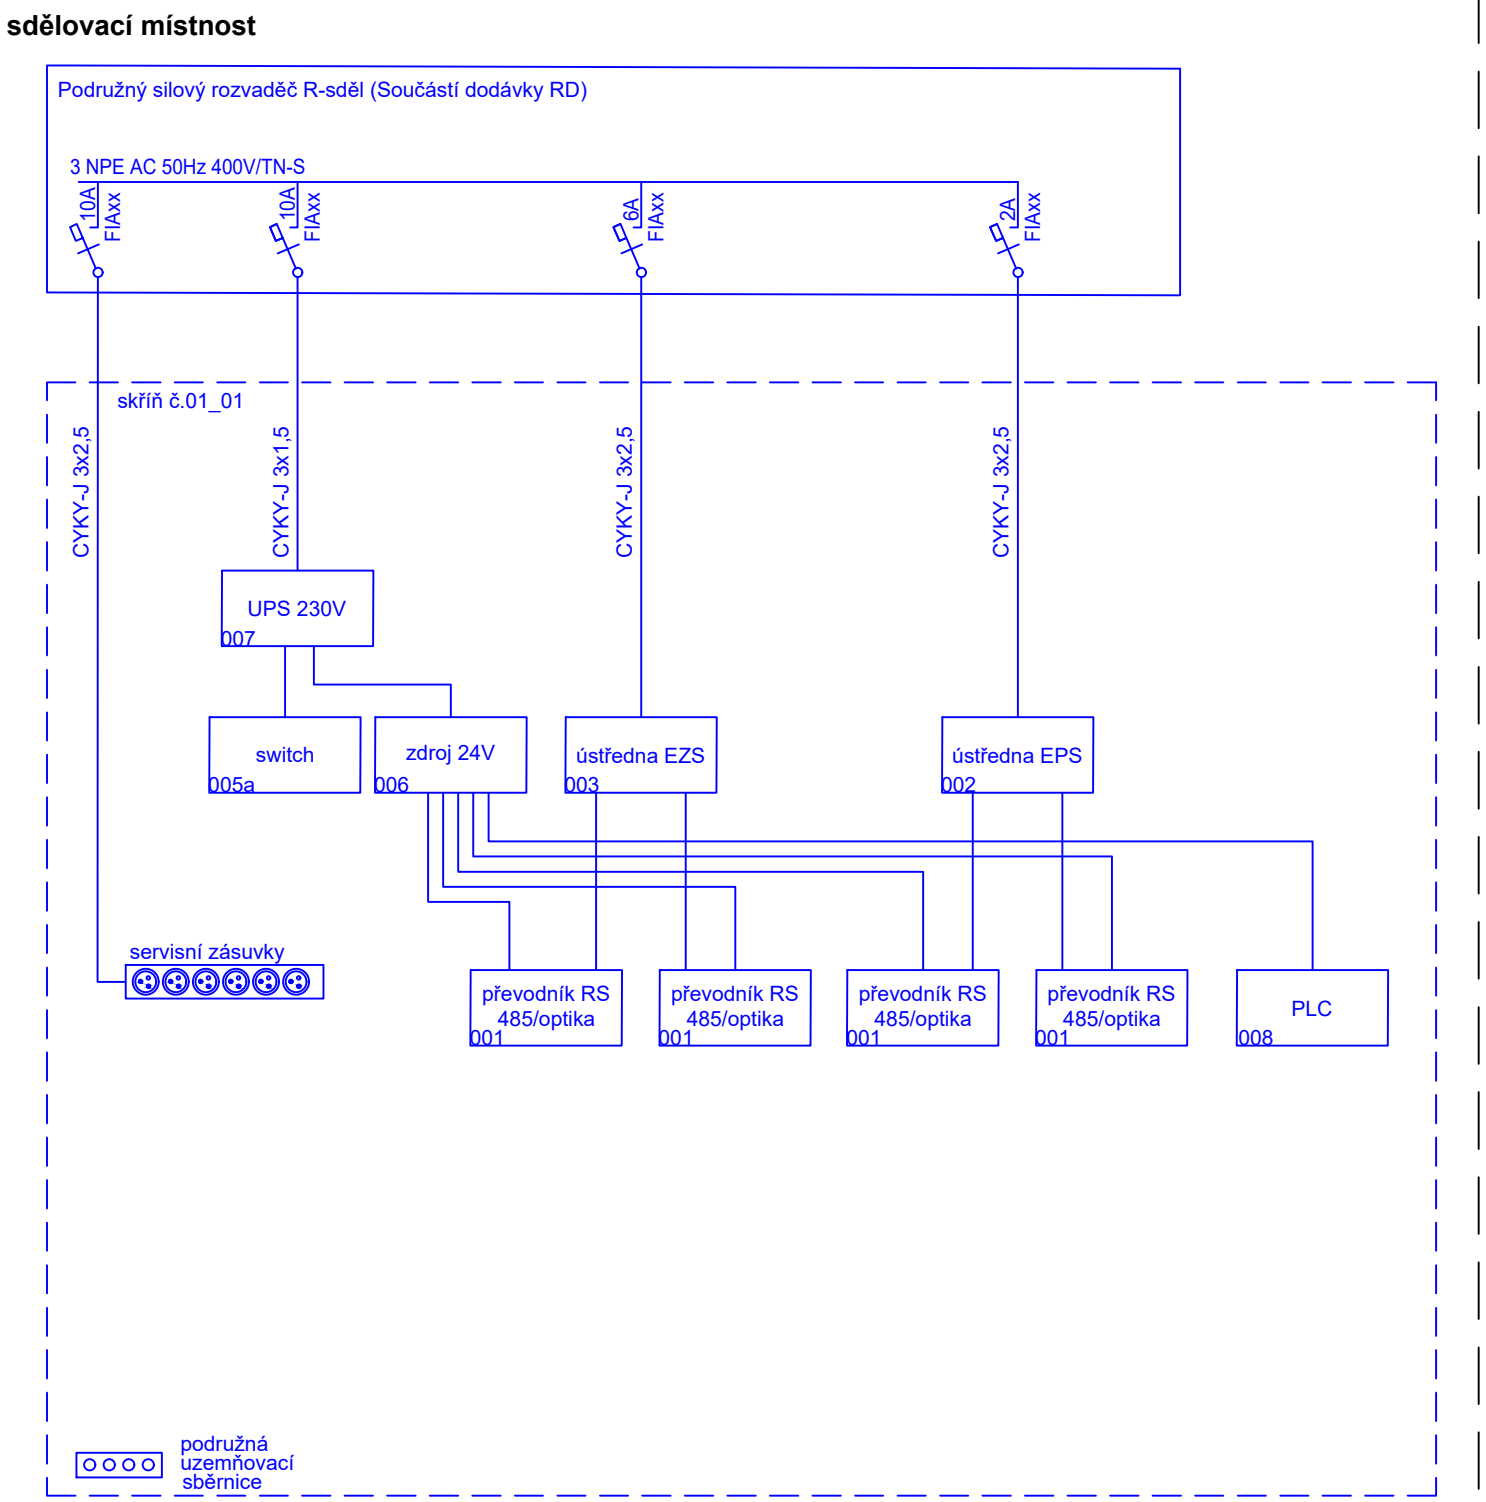 sdělovací místnost
Podružný silový rozvaděč R-sděl (Součástí dodávky RD)
3 NPE AC 50Hz 400V/TN-S
10A
FIAxx
10A
FIAxx
6A
FIAxx
2A
FIAxx
skříň č.01_01
CYKY-J 3x2,5
CYKY-J 3x1,5
CYKY-J 3x2,5
CYKY-J 3x2,5
UPS 230V
007
switch
005a
zdroj 24V
006
ústředna EZS
003
ústředna EPS
002
servisní zásuvky
převodník RS
485/optika
001
převodník RS
485/optika
001
převodník RS
485/optika
001
převodník RS
485/optika
001
PLC
008
podružná
uzemňovací
sběrnice